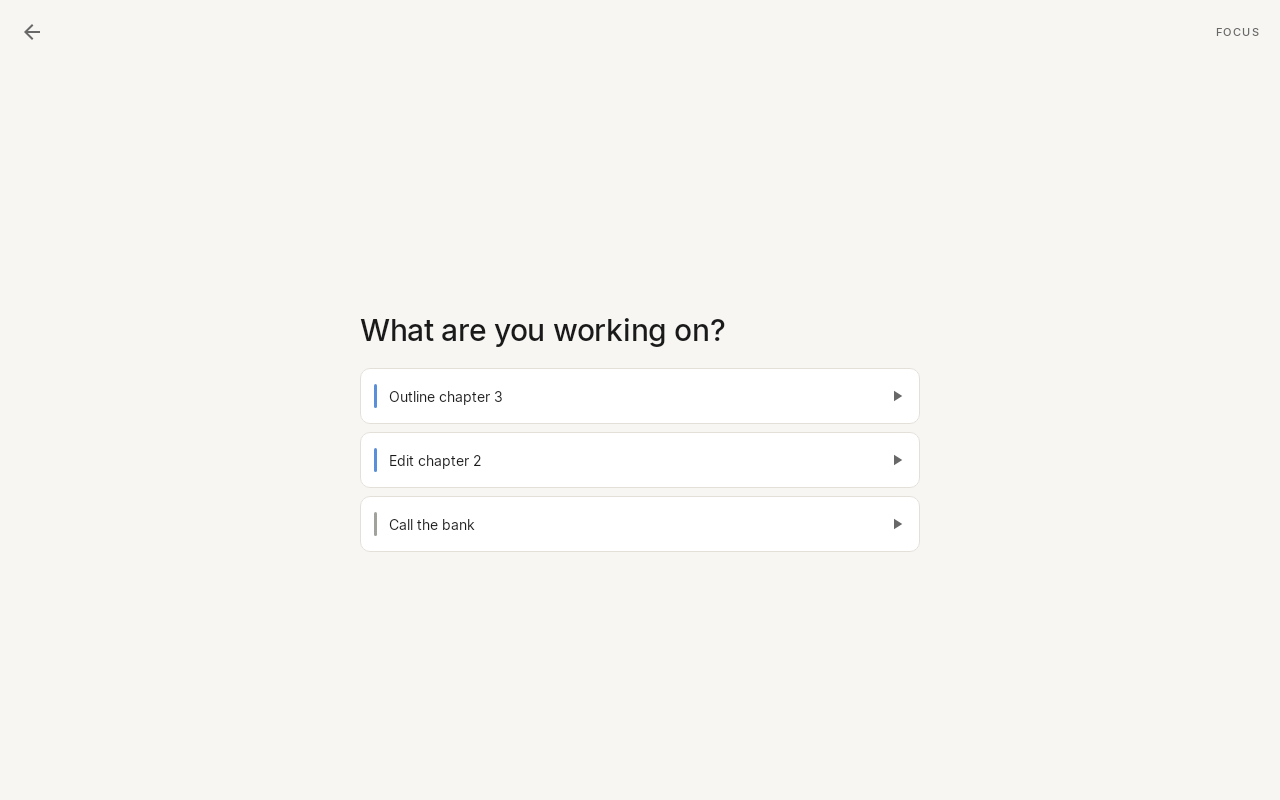 FOCUS
What are you working on?
Outline chapter 3
Edit chapter 2
Call the bank